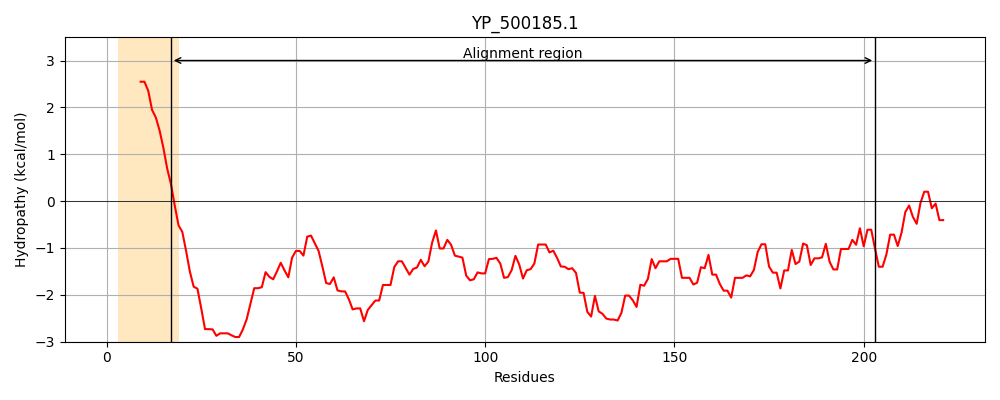 YP_500185.1
Alignment region
Hydropathy (kcal/mol)
3
2
1
0
−1
−2
−3
0 50 100 150 200
Residues